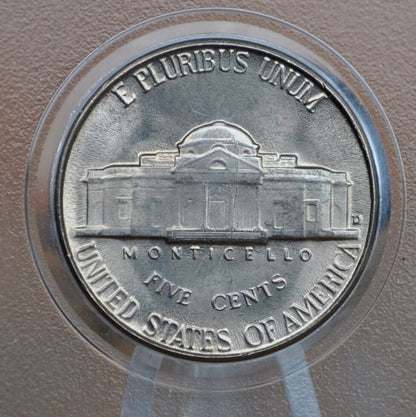 E PLURIBUS UNUM
D
MONTICELLO
FIVE CENTS
UNITED STATES OF AMERICA